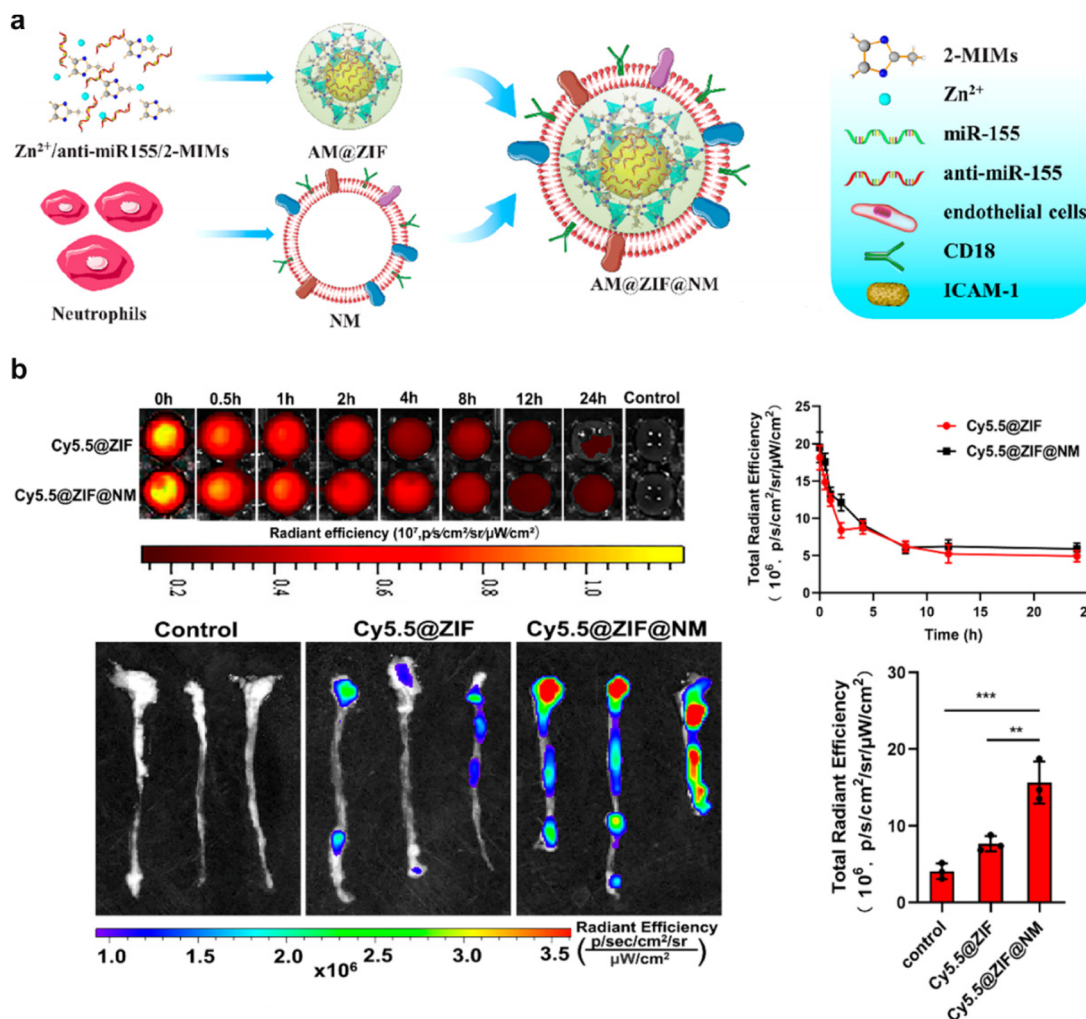 a
Zn²⁺/anti-miR155/2-MIMs
AM@ZIF
Neutrophils
NM
AM@ZIF@NM
2-MIMs
Zn²⁺
miR-155
anti-miR-155
endothelial cells
CD18
ICAM-1
b
0h 0.5h 1h 2h 4h 8h 12h 24h Control
Cy5.5@ZIF
Cy5.5@ZIF@NM
Radiant efficiency (10⁷,p/s/cm²/sr/μW/cm²)
0.2 0.4 0.6 0.8 1.0
Total Radiant Efficiency
( 10⁶. p/s/cm²/sr/μW/cm²)
25
20
15
10
5
0
0 5 10 15 20 2
Time (h)
Cy5.5@ZIF
Cy5.5@ZIF@NM
Control Cy5.5@ZIF Cy5.5@ZIF@NM
1.0 1.5 2.0 2.5 3.0 3.5
x10⁶
Radiant Efficiency
(p/sec/cm²/sr
μW/cm²)
Total Radiant Efficiency
( 10⁶. p/s/cm²/sr/μW/cm²)
30
20
10
0
***
**
control
Cy5.5@ZIF
Cy5.5@ZIF@NM